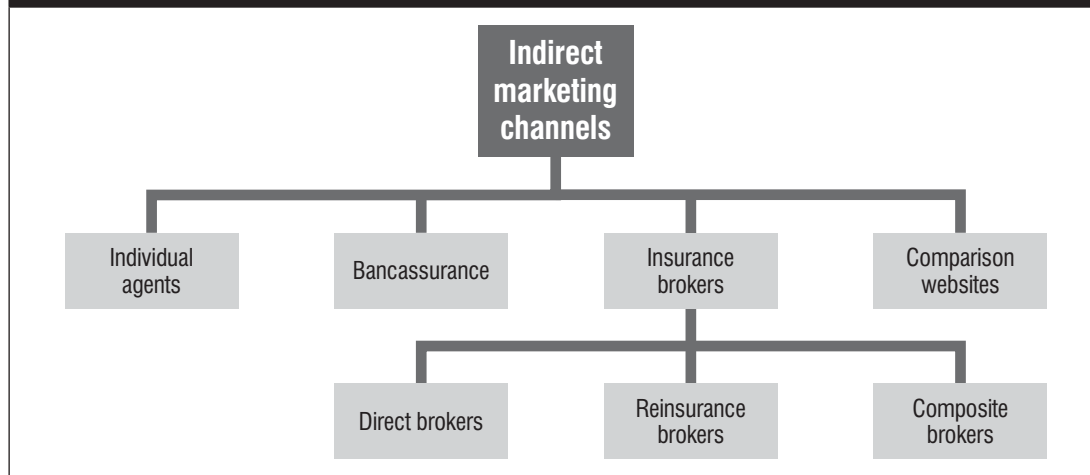 Indirect
marketing
channels
Individual
agents
Bancassurance
Insurance
brokers
Comparison
websites
Direct brokers
Reinsurance
brokers
Composite
brokers